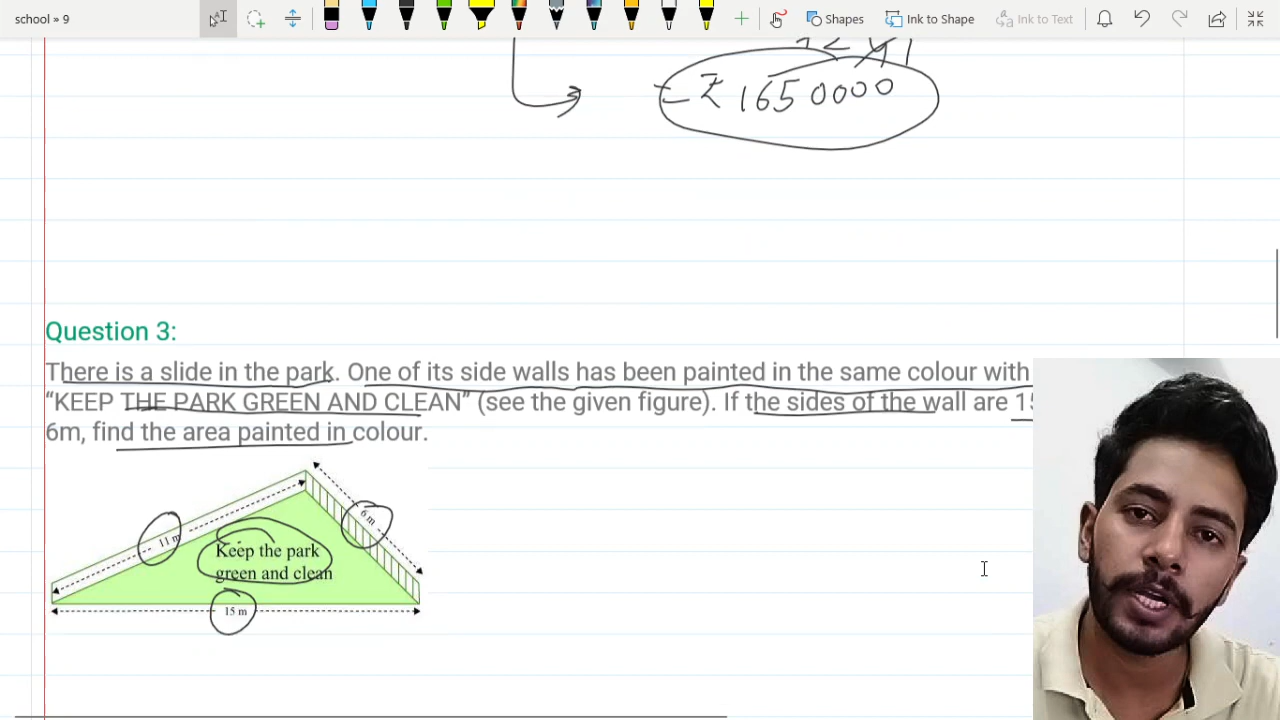 school » 9
Shapes
Ink to Shape
Ink to Text
₹ 1650000
Question 3:
There is a slide in the park. One of its side walls has been painted in the same colour with
“KEEP THE PARK GREEN AND CLEAN” (see the given figure). If the sides of the wall are 15
6m, find the area painted in colour.
6 m
11 m
Keep the park
green and clean
15 m